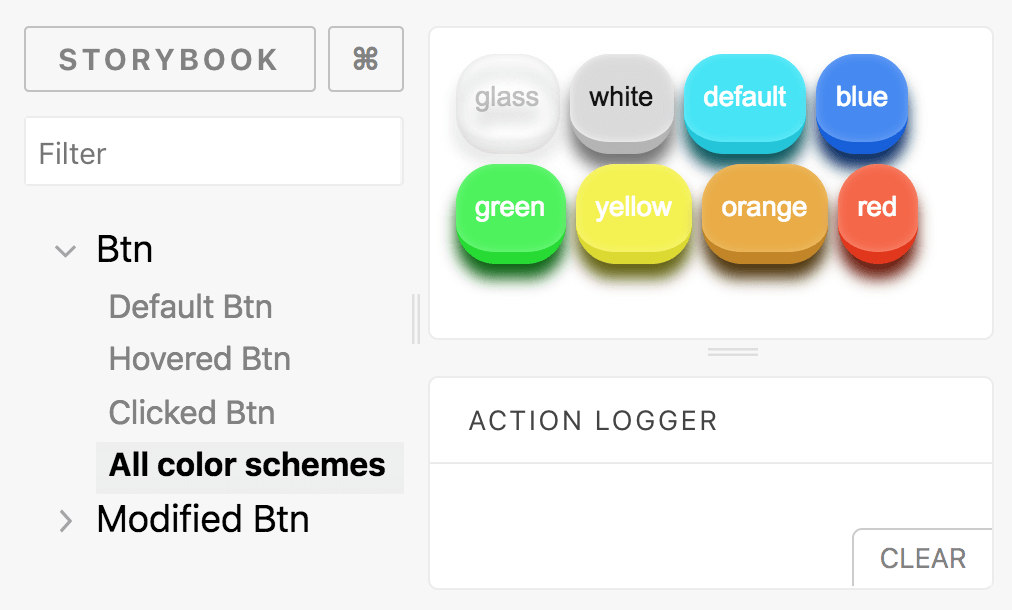 STORYBOOK ⌘
Filter
Btn
Default Btn
Hovered Btn
Clicked Btn
All color schemes
Modified Btn
glass white default blue
green yellow orange red
ACTION LOGGER
CLEAR